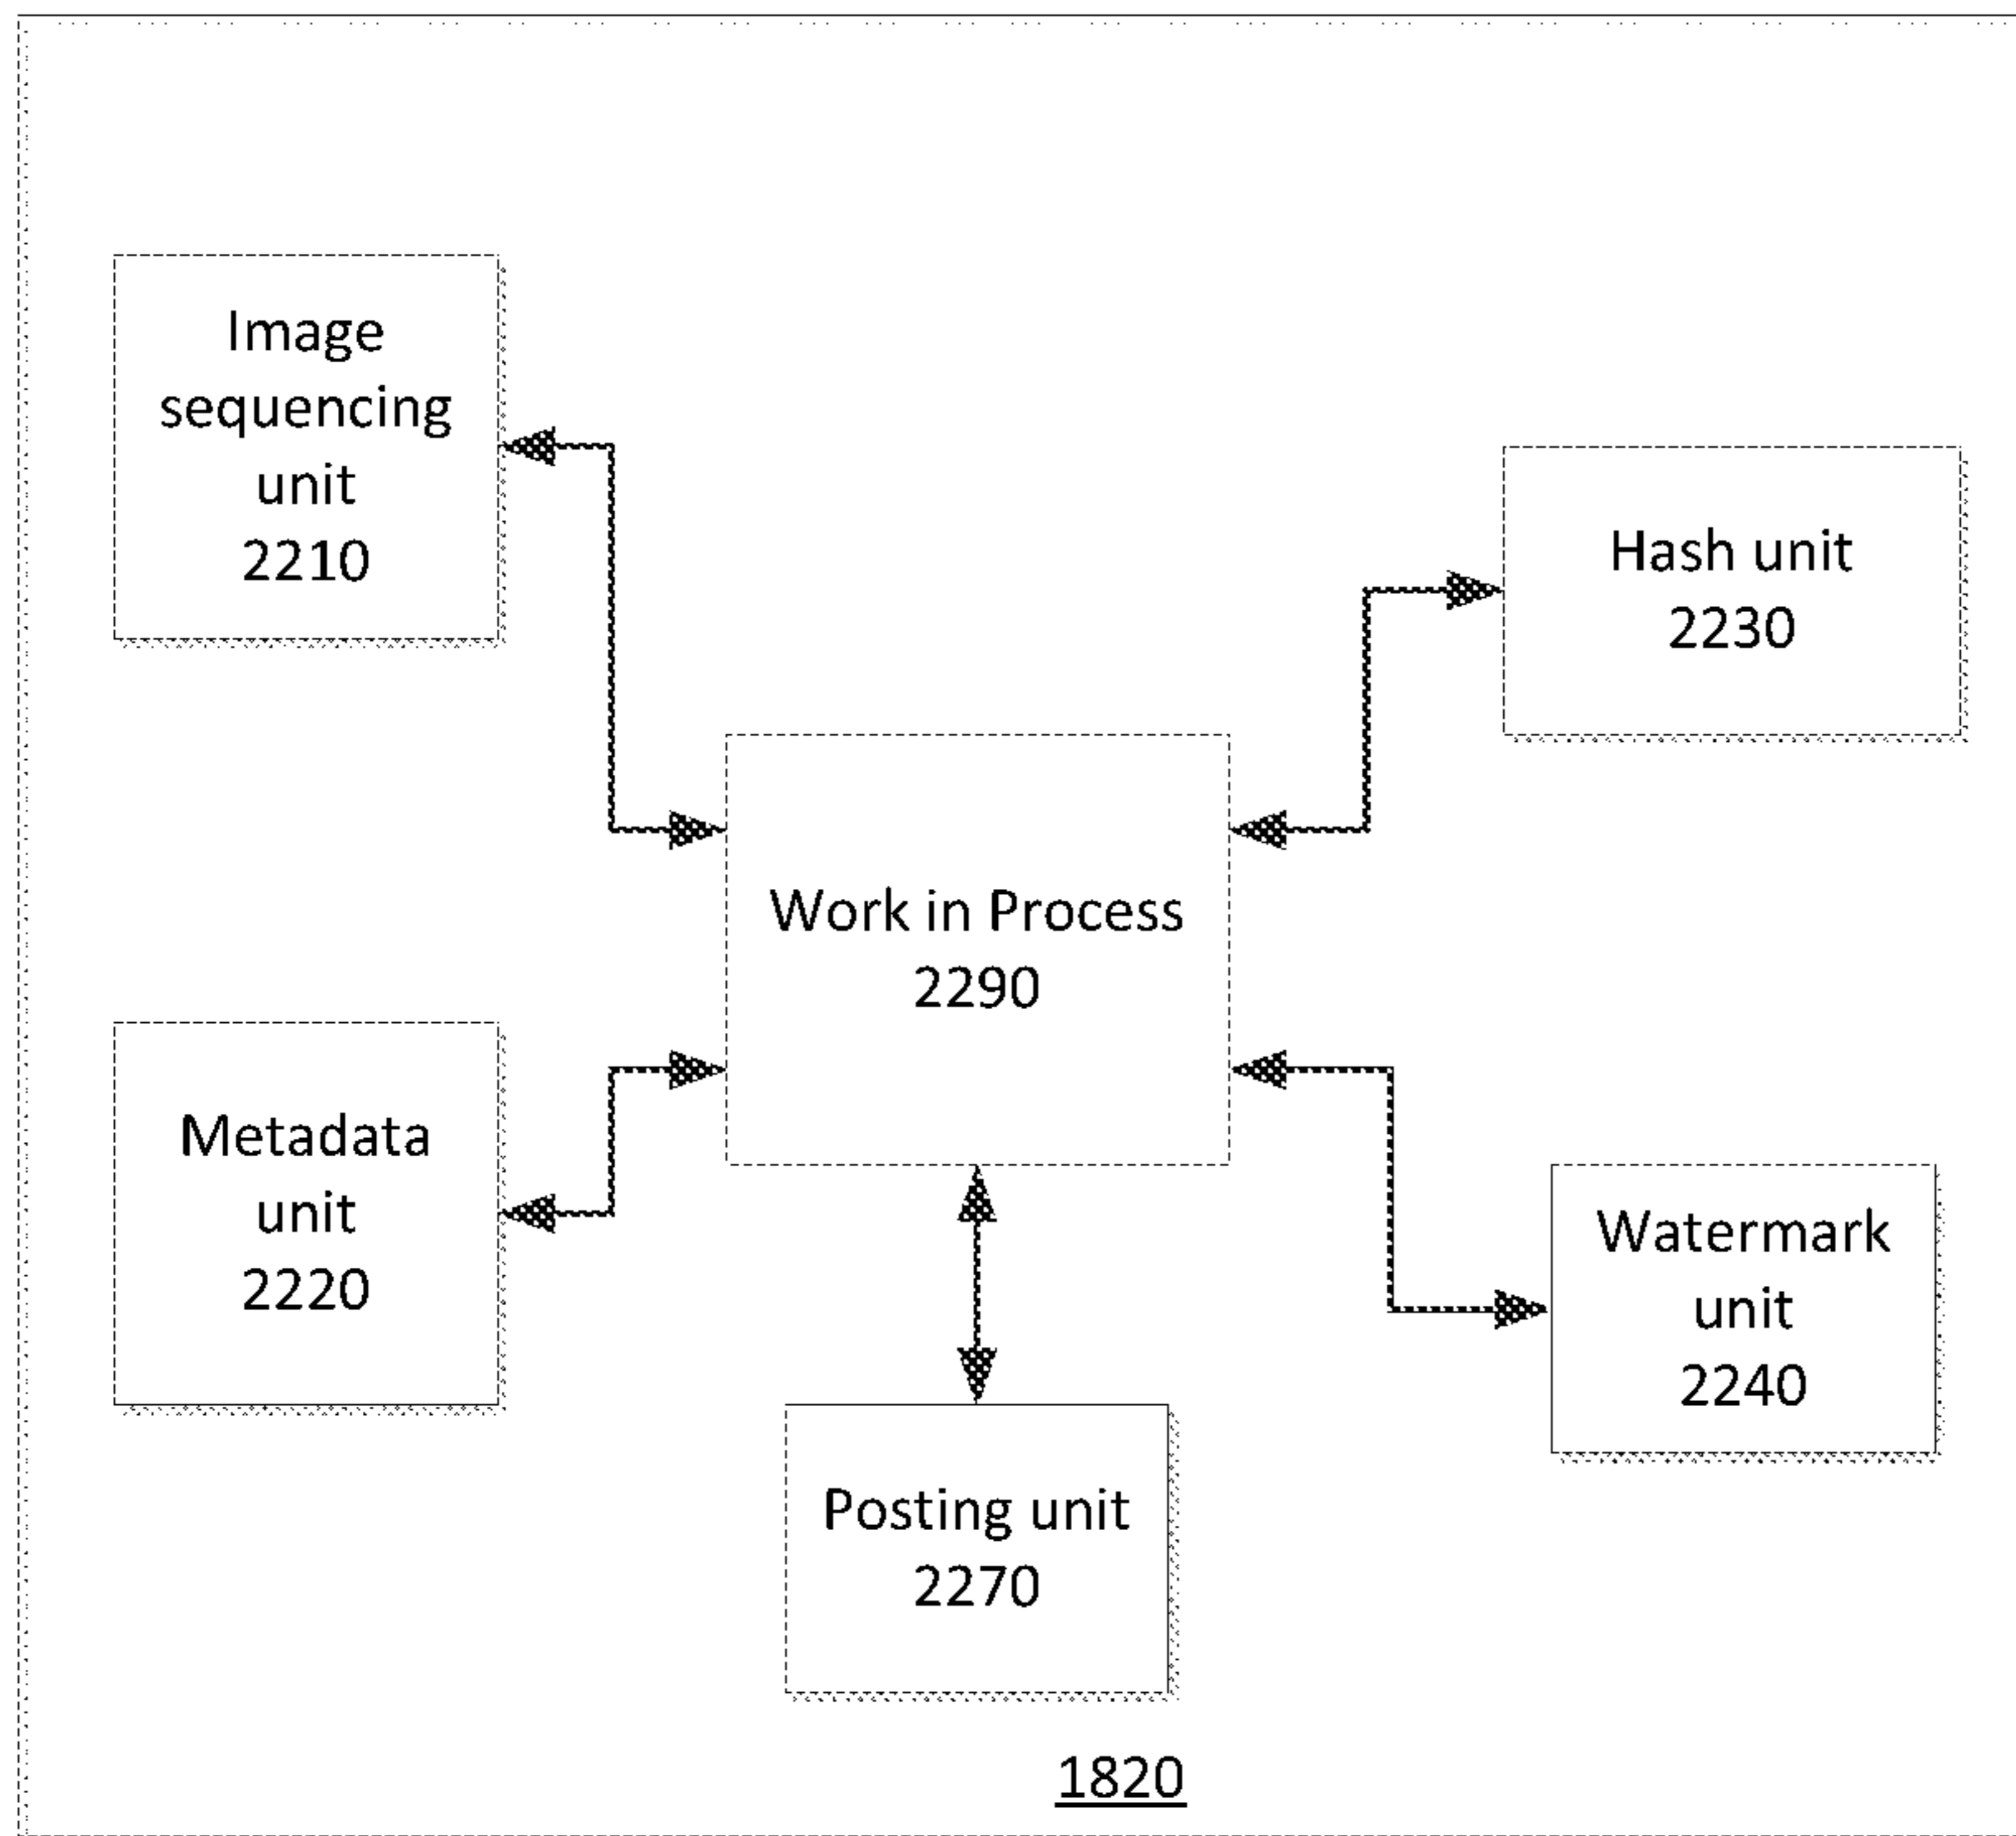 Image
sequencing
unit
2210
Hash unit
2230
Work in Process
2290
Metadata
unit
2220
Watermark
unit
2240
Posting unit
2270
1820